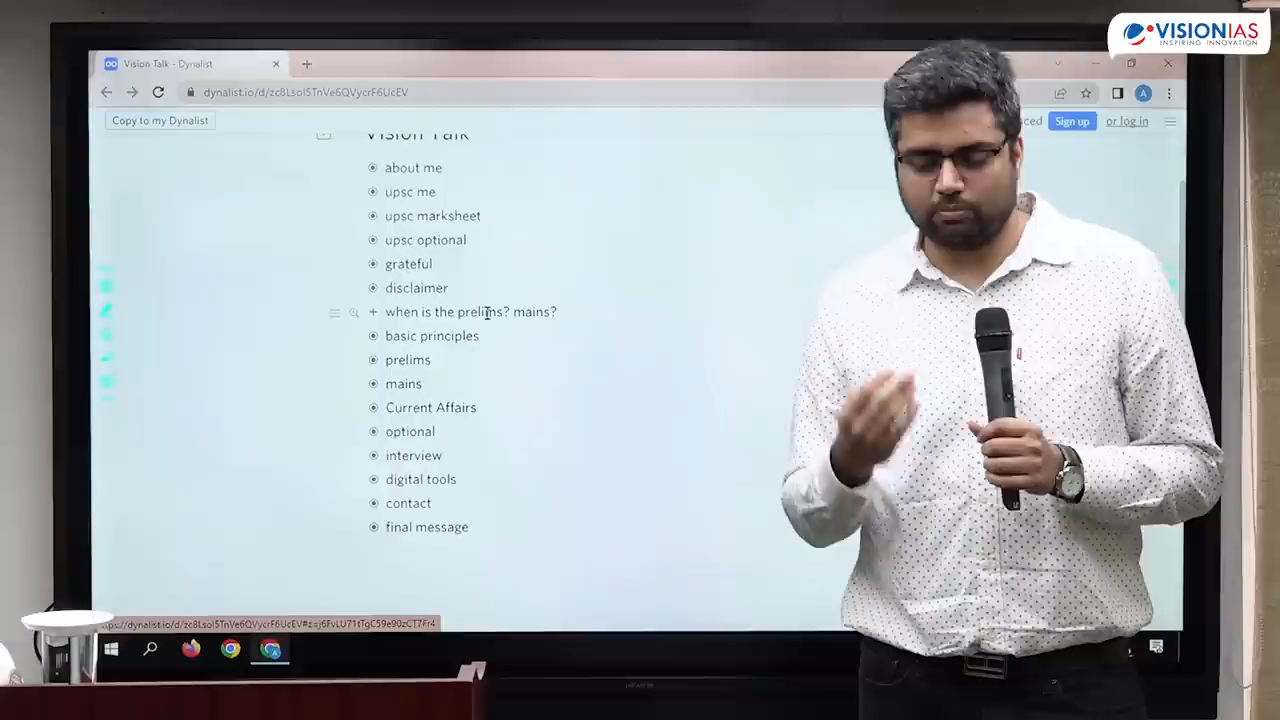 VISIONIAS
INSPIRING INNOVATION
Vision Talk - Dynalist
dynalist.io/d/zc8LsoI5TnVe6QVycrF6UcEV
A
Copy to my Dynalist
Sign up
or log in
Vision Talk
about me
upsc me
upsc marksheet
upsc optional
grateful
disclaimer
when is the prelims? mains?
basic principles
prelims
mains
Current Affairs
optional
interview
digital tools
contact
final message